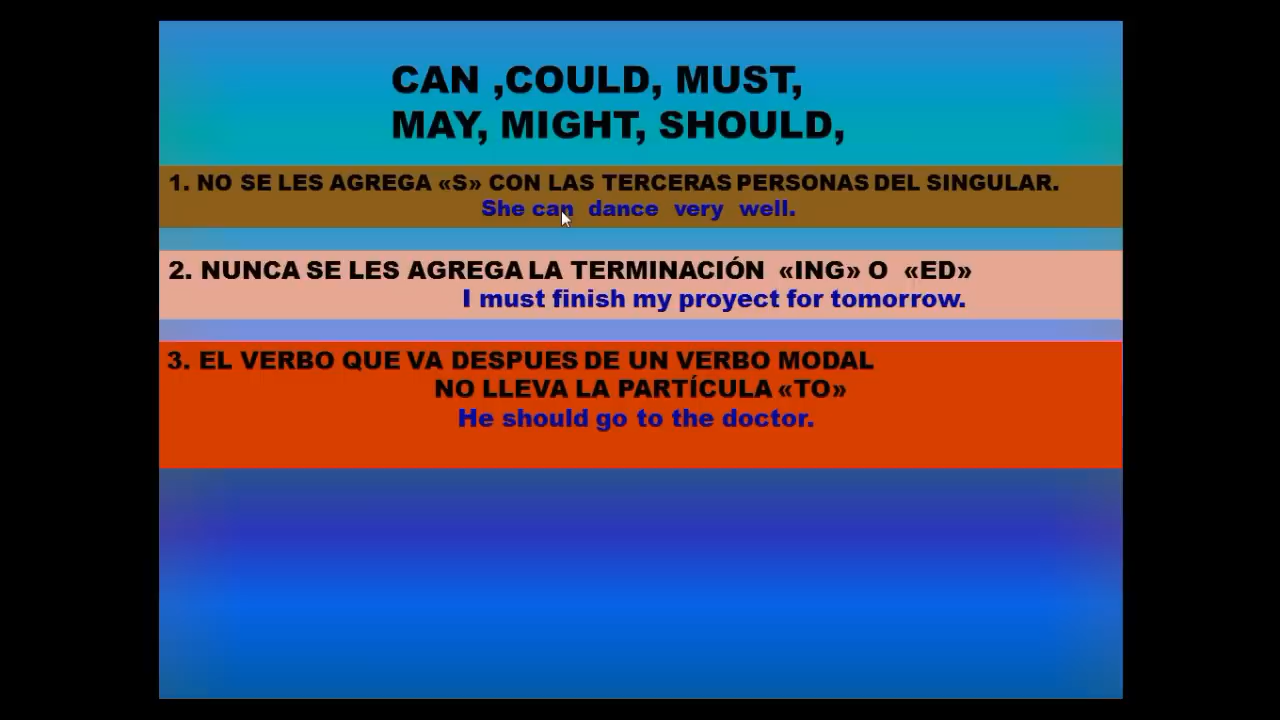 CAN ,COULD, MUST,
MAY, MIGHT, SHOULD,
1. NO SE LES AGREGA «S» CON LAS TERCERAS PERSONAS DEL SINGULAR.
She can dance very well.
2. NUNCA SE LES AGREGA LA TERMINACIÓN «ING» O «ED»
I must finish my proyect for tomorrow.
3. EL VERBO QUE VA DESPUES DE UN VERBO MODAL
NO LLEVA LA PARTÍCULA «TO»
He should go to the doctor.